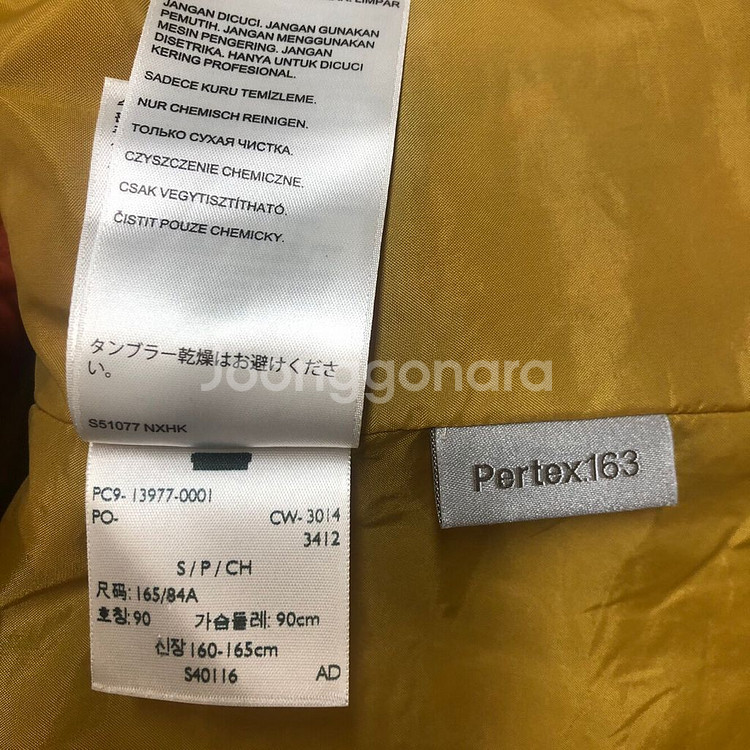 JANGAN DICUCI. JANGAN GUNAKAN
PEMUTIH. JANGAN MENGGUNAKAN
MESIN PENGERING. JANGAN
DISETRIKA. HANYA UNTUK DICUCI
KERING PROFESIONAL.
SADECE KURU TEMİZLEME.
NUR CHEMISCH REINIGEN.
ТОЛЬКО СУХАЯ ЧИСТКА.
CZYSZCZENIE CHEMICZNE.
CSAK VEGYTISZTÍTHATÓ.
ČISTIT POUZE CHEMICKY.
タンブラー乾燥はお避けくださ
い。
S51077 NXHK
Joonggonara
Pertex.163
PC9- 13977-0001
PO- CW- 3014
3412
S / P / CH
尺码: 165/84A
호칭: 90 가슴둘레: 90cm
신장 160-165cm
S40116 AD